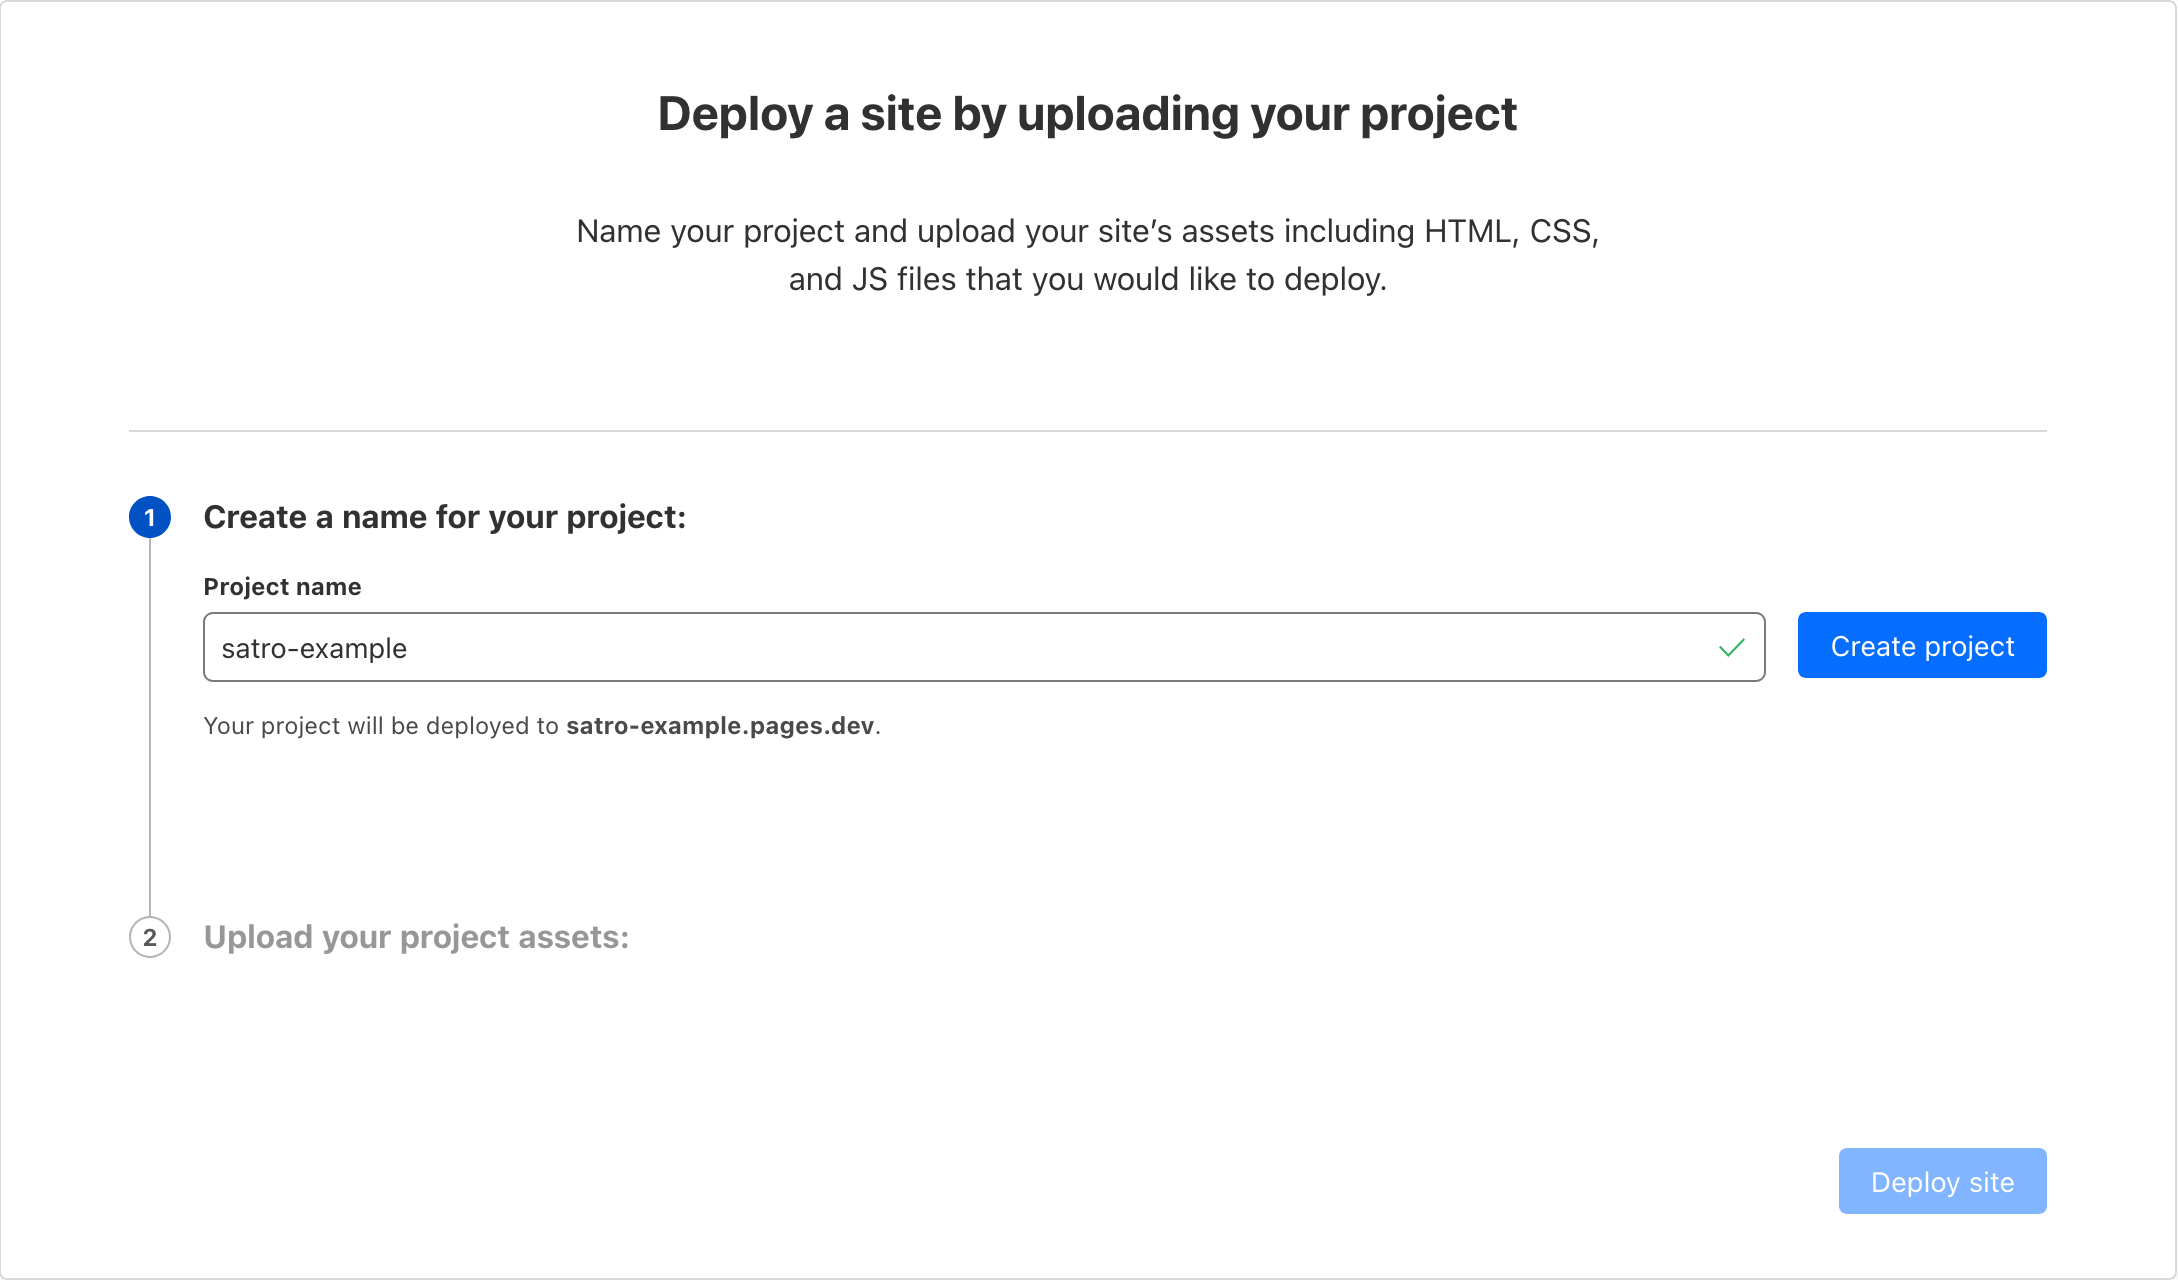 Deploy a site by uploading your project
Name your project and upload your site’s assets including HTML, CSS,
and JS files that you would like to deploy.
1 Create a name for your project:
Project name
satro-example
Create project
Your project will be deployed to satro-example.pages.dev.
2 Upload your project assets:
Deploy site